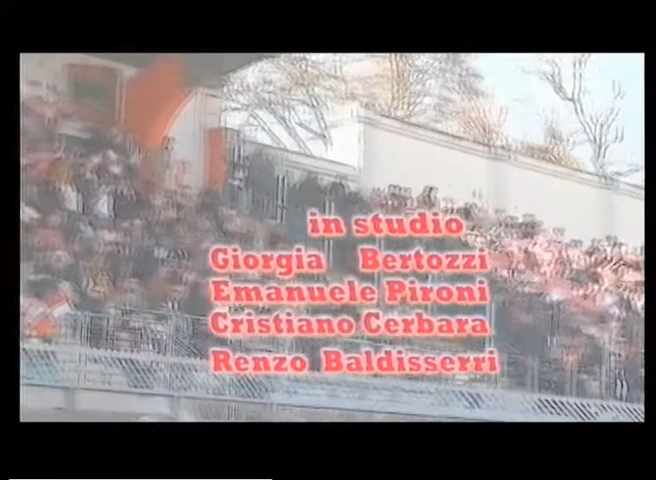 in studio
Giorgia Bertozzi
Emanuele Pironi
Cristiano Cerbara
Renzo Baldisserri